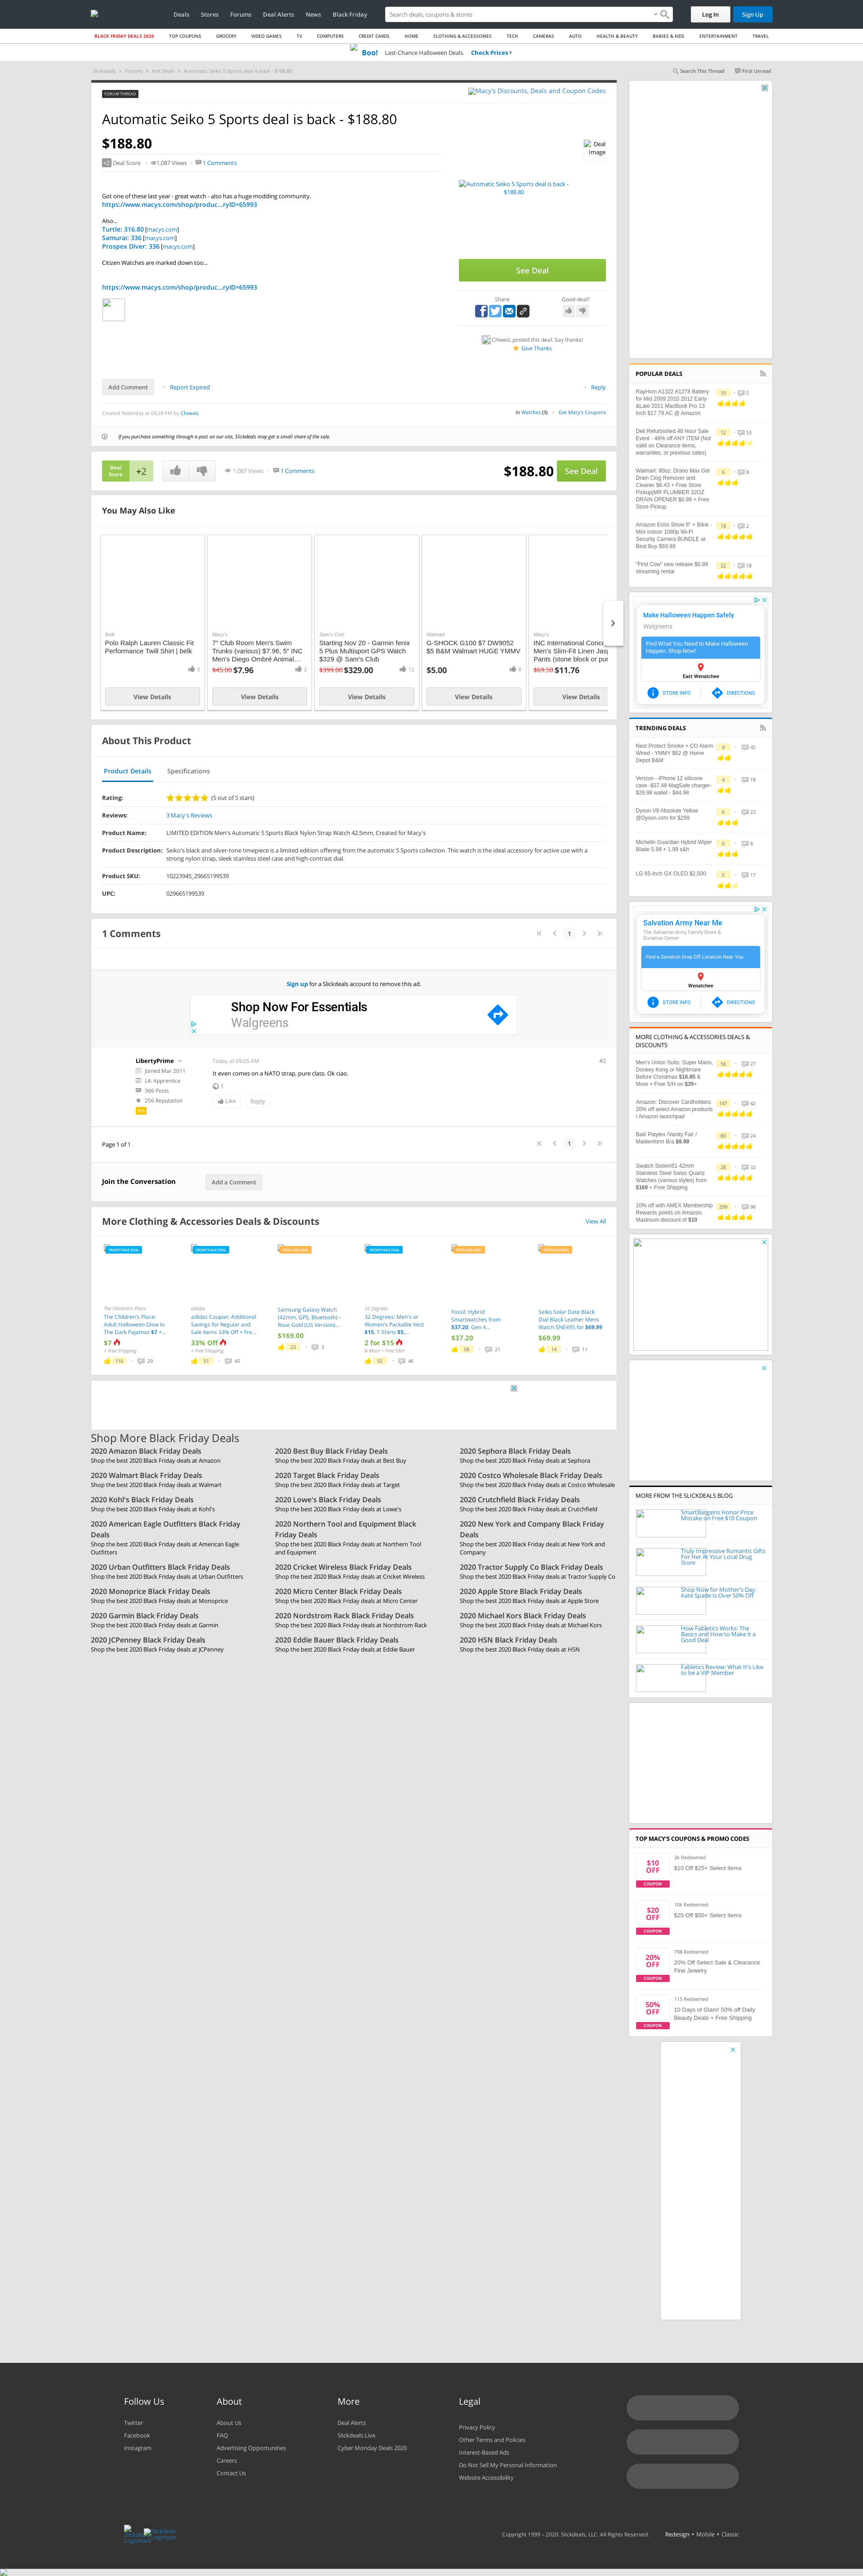 Deals
Stores
Forums
Deal Alerts
News
Black Friday
Search deals, coupons & stores
Log In
Sign Up
BLACK FRIDAY DEALS 2020
TOP COUPONS
GROCERY
VIDEO GAMES
TV
COMPUTERS
CREDIT CARDS
HOME
CLOTHING & ACCESSORIES
TECH
CAMERAS
AUTO
HEALTH & BEAUTY
BABIES & KIDS
ENTERTAINMENT
TRAVEL
Boo! Last-Chance Halloween Deals. Check Prices ›
Slickdeals › Forums › Hot Deals › Automatic Seiko 5 Sports deal is back - $188.80
Search This Thread
First Unread
FORUM THREAD
Macy's Discounts, Deals and Coupon Codes
Automatic Seiko 5 Sports deal is back - $188.80
$188.80
+2 Deal Score
1,087 Views
1 Comments
Deal Image
Automatic Seiko 5 Sports deal is back - $188.80
Got one of these last year - great watch - also has a huge modding community.
https://www.macys.com/shop/produc...ryID=65993
Also...
Turtle: 316.80 [macys.com]
Samurai: 336 [macys.com]
Prospex Diver: 336 [macys.com]
Citizen Watches are marked down too...
https://www.macys.com/shop/produc...ryID=65993
See Deal
Share
Good deal?
ChiweiL posted this deal. Say thanks!
Give Thanks
Add Comment
Report Expired
Reply
Created Yesterday at 09:29 PM by ChiweiL
in Watches (3)
Get Macy's Coupons
If you purchase something through a post on our site, Slickdeals may get a small share of the sale.
Deal Score
+2
1,087 Views
1 Comments
$188.80
See Deal
You May Also Like
Belk
Polo Ralph Lauren Classic Fit Performance Twill Shirt | belk
3
View Details
Macy's
7" Club Room Men's Swim Trunks (various) $7.96, 5" INC Men's Diego Ombré Animal...
$45.00 $7.96
2
View Details
Sam's Club
Starting Nov 20 - Garmin fenix 5 Plus Multisport GPS Watch $329 @ Sam's Club
$399.00 $329.00
12
View Details
Walmart
G-SHOCK G100 $7 DW9052 $5 B&M Walmart HUGE YMMV
$5.00
8
View Details
Macy's
INC International Conce
Men's Slim-Fit Linen Jasp
Pants (stone block or pur
$69.50 $11.76
View Details
About This Product
Product Details
Specifications
Rating: (5 out of 5 stars)
Reviews: 3 Macy's Reviews
Product Name: LIMITED EDITION Men's Automatic 5 Sports Black Nylon Strap Watch 42.5mm, Created for Macy's
Product Description: Seiko's black and silver-tone timepiece is a limited edition offering from the automatic 5 Sports collection. This watch is the ideal accessory for active use with a strong nylon strap, sleek stainless steel case and high-contrast dial.
Product SKU: 10223945_29665199539
UPC: 029665199539
1 Comments
1
Sign up for a Slickdeals account to remove this ad.
Shop Now For Essentials
Walgreens
LibertyPrime
Joined Mar 2011
L4: Apprentice
366 Posts
256 Reputation
Pro
Today at 09:05 AM
#2
It even comes on a NATO strap, pure class. Ok ciao.
1
Like
Reply
Page 1 of 1
1
Join the Conversation
Add a Comment
More Clothing & Accessories Deals & Discounts
View All
FRONTPAGE DEAL
The Children's Place
The Children's Place: Adult Halloween Glow In The Dark Pajamas $7 +...
$7
+ Free Shipping
116
29
FRONTPAGE DEAL
adidas
adidas Coupon: Additional Savings for Regular and Sale Items 33% Off + Fre...
33% Off
+ Free Shipping
51
45
POPULAR DEAL
Samsung Galaxy Watch (42mm, GPS, Bluetooth) – Rose Gold (US Version)...
$169.00
23
3
FRONTPAGE DEAL
32 Degrees
32 Degrees: Men's or Women's Packable Vest $15, T-Shirts $5,...
2 for $15
& More + Free S&H
92
46
POPULAR DEAL
Fossil: Hybrid Smartwatches from $37.20, Gen 4...
$37.20
58
21
POPULAR DEAL
Seiko Solar Date Black Dial Black Leather Mens Watch SNE495 for $69.99
$69.99
14
11
Shop More Black Friday Deals
2020 Amazon Black Friday Deals
Shop the best 2020 Black Friday deals at Amazon
2020 Best Buy Black Friday Deals
Shop the best 2020 Black Friday deals at Best Buy
2020 Sephora Black Friday Deals
Shop the best 2020 Black Friday deals at Sephora
2020 Walmart Black Friday Deals
Shop the best 2020 Black Friday deals at Walmart
2020 Target Black Friday Deals
Shop the best 2020 Black Friday deals at Target
2020 Costco Wholesale Black Friday Deals
Shop the best 2020 Black Friday deals at Costco Wholesale
2020 Kohl's Black Friday Deals
Shop the best 2020 Black Friday deals at Kohl's
2020 Lowe's Black Friday Deals
Shop the best 2020 Black Friday deals at Lowe's
2020 Crutchfield Black Friday Deals
Shop the best 2020 Black Friday deals at Crutchfield
2020 American Eagle Outfitters Black Friday Deals
Shop the best 2020 Black Friday deals at American Eagle Outfitters
2020 Northern Tool and Equipment Black Friday Deals
Shop the best 2020 Black Friday deals at Northern Tool and Equipment
2020 New York and Company Black Friday Deals
Shop the best 2020 Black Friday deals at New York and Company
2020 Urban Outfitters Black Friday Deals
Shop the best 2020 Black Friday deals at Urban Outfitters
2020 Cricket Wireless Black Friday Deals
Shop the best 2020 Black Friday deals at Cricket Wireless
2020 Tractor Supply Co Black Friday Deals
Shop the best 2020 Black Friday deals at Tractor Supply Co
2020 Monoprice Black Friday Deals
Shop the best 2020 Black Friday deals at Monoprice
2020 Micro Center Black Friday Deals
Shop the best 2020 Black Friday deals at Micro Center
2020 Apple Store Black Friday Deals
Shop the best 2020 Black Friday deals at Apple Store
2020 Garmin Black Friday Deals
Shop the best 2020 Black Friday deals at Garmin
2020 Nordstrom Rack Black Friday Deals
Shop the best 2020 Black Friday deals at Nordstrom Rack
2020 Michael Kors Black Friday Deals
Shop the best 2020 Black Friday deals at Michael Kors
2020 JCPenney Black Friday Deals
Shop the best 2020 Black Friday deals at JCPenney
2020 Eddie Bauer Black Friday Deals
Shop the best 2020 Black Friday deals at Eddie Bauer
2020 HSN Black Friday Deals
Shop the best 2020 Black Friday deals at HSN
POPULAR DEALS
RayHom A1322 A1278 Battery for Mid 2009 2010 2012 Early &Late 2011 MacBook Pro 13 Inch $17.79 AC @ Amazon
10
5
Dell Refurbished 48 Hour Sale Event - 48% off ANY ITEM (Not valid on Clearance items, warranties, or previous sales)
12
53
Walmart: 80oz. Drano Max Gel Clog Remover and Cleaner $6.43 + Free Store Pickup|MR.PLUMBER 32OZ DRAIN OPENER $0.98 + Free Store Pickup
6
8
Amazon Echo Show 8" + Blink - Mini Indoor 1080p Wi-Fi Security Camera BUNDLE at Best Buy $69.99
18
2
"First Cow" new release $0.99 streaming rental
22
18
Make Halloween Happen Safely
Walgreens
Find What You Need to Make Halloween Happen. Shop Now!
East Wenatchee
STORE INFO
DIRECTIONS
TRENDING DEALS
Nest Protect Smoke + CO Alarm Wired - YMMY $62 @ Home Depot B&M
4
45
Verizon - iPhone 12 silicone case -$37.48 MagSafe charger-$29.98 wallet - $44.98
4
18
Dyson V8 Absolute Yellow @Dyson.com for $299
6
23
Michelin Guardian Hybrid Wiper Blade 5.99 + 1.99 s&h
6
8
LG 65-Inch GX OLED $2,500
5
17
Salvation Army Near Me
The Salvation Army Family Store & Donation Center
Find a Donation Drop Off Location Near You
Wenatchee
STORE INFO
DIRECTIONS
MORE CLOTHING & ACCESSORIES DEALS & DISCOUNTS
Men's Union Suits: Super Mario, Donkey Kong or Nightmare Before Christmas $16.85 & More + Free S/H on $35+
56
27
Amazon: Discover Cardholders: 20% off select Amazon products / Amazon launchpad
147
42
Bali/ Playtex /Vanity Fair / Maidenform Bra $9.99
80
24
Swatch Sistem51 42mm Stainless Steel Swiss Quartz Watches (various styles) from $169 + Free Shipping
28
32
10% off with AMEX Membership Rewards points on Amazon. Maximum discount of $10
299
98
MORE FROM THE SLICKDEALS BLOG
SmartBargains Honor Price Mistake on Free $10 Coupon
Truly Impressive Romantic Gifts For Her At Your Local Drug Store
Shop Now for Mother's Day: Kate Spade Is Over 50% Off
How Fabletics Works: The Basics and How to Make it a Good Deal
Fabletics Review: What It's Like to be a VIP Member
TOP MACY'S COUPONS & PROMO CODES
$10 OFF
COUPON
2k Redeemed
$10 Off $25+ Select Items
$20 OFF
COUPON
10k Redeemed
$20 Off $50+ Select Items
20% OFF
COUPON
798 Redeemed
20% Off Select Sale & Clearance Fine Jewelry
50% OFF
COUPON
115 Redeemed
10 Days of Glam! 50% off Daily Beauty Deals + Free Shipping
Follow Us
Twitter
Facebook
Instagram
About
About Us
FAQ
Advertising Opportunities
Careers
Contact Us
More
Deal Alerts
Slickdeals Live
Cyber Monday Deals 2020
Legal
Privacy Policy
Other Terms and Policies
Interest-Based Ads
Do Not Sell My Personal Information
Website Accessibility
Slickdeals Logomark
Slickdeals Logotype
Copyright 1999 – 2020. Slickdeals, LLC. All Rights Reserved.
Redesign • Mobile • Classic